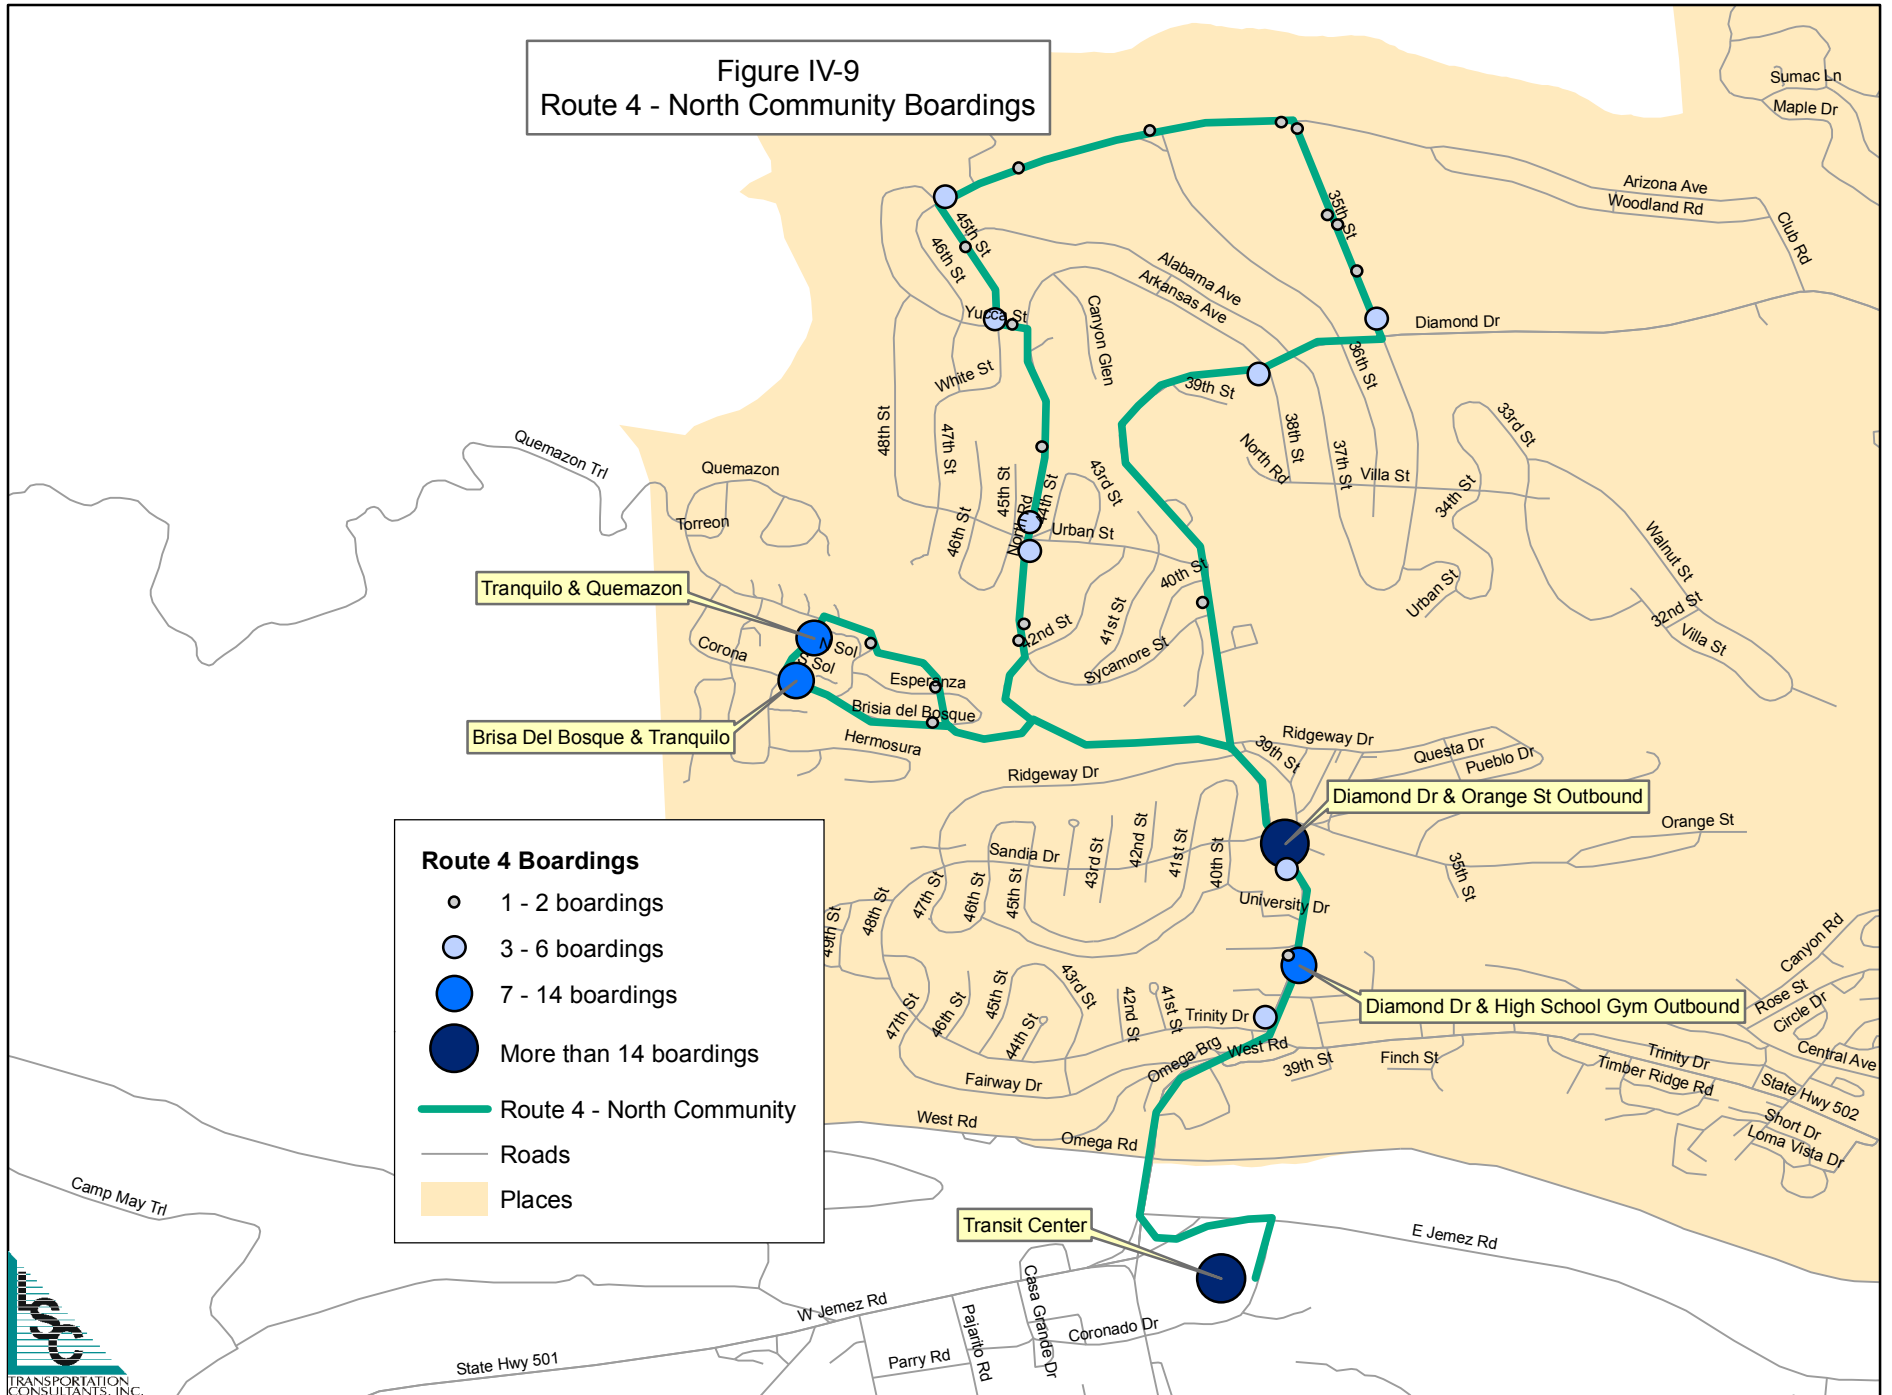 Figure IV-9
Route 4 - North Community Boardings
Sumac Ln
Maple Dr
Arizona Ave
Woodland Rd
Club Rd
35th St
45th St
46th St
Alabama Ave
Arkansas Ave
Yucca St
Canyon Glen
Diamond Dr
36th St
White St
39th St
48th St
47th St
38th St
37th St
North Rd
Villa St
33rd St
34th St
Quemazon Trl
Quemazon
Torreon
45th St
46th St
North Rd
44th St
43rd St
Urban St
40th St
Urban St
Walnut St
32nd St
Villa St
Tranquilo & Quemazon
Corona
N Sol
S Sol
Esperanza
Brisia del Bosque
Hermosura
42nd St
41st St
Sycamore St
Brisa Del Bosque & Tranquilo
Ridgeway Dr
39th St
Ridgeway Dr
Questa Dr
Pueblo Dr
Diamond Dr & Orange St Outbound
Orange St
35th St
Sandia Dr
43rd St
42nd St
41st St
40th St
University Dr
49th St
48th St
47th St
46th St
45th St
Route 4 Boardings
1 - 2 boardings
3 - 6 boardings
7 - 14 boardings
More than 14 boardings
Route 4 - North Community
Roads
Places
47th St
46th St
45th St
44th St
43rd St
42nd St
41st St
Trinity Dr
Diamond Dr & High School Gym Outbound
Canyon Rd
Rose St
Circle Dr
Central Ave
Trinity Dr
Timber Ridge Rd
State Hwy 502
Short Dr
Loma Vista Dr
Omega Brg
West Rd
39th St
Finch St
Fairway Dr
West Rd
Omega Rd
Camp May Trl
Transit Center
E Jemez Rd
W Jemez Rd
Casa Grande Dr
Pajarito Rd
Coronado Dr
Parry Rd
State Hwy 501
LSC
TRANSPORTATION
CONSULTANTS, INC.